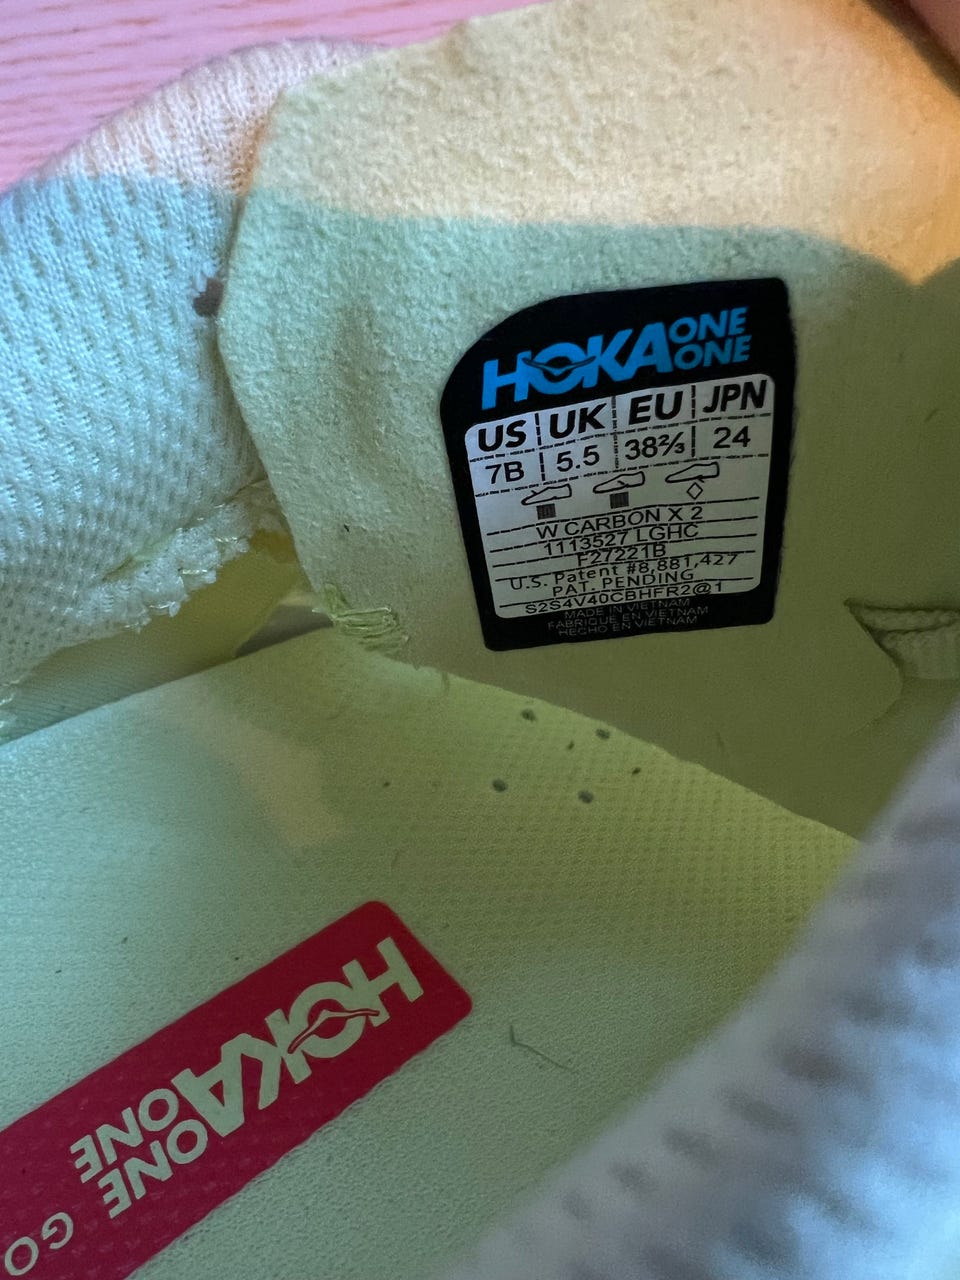 HOKA ONE ONE
US UK EU JPN
7B 5.5 38⅔ 24
W CARBON X 2
1113527 LGHC
F27221B
U.S. Patent #8,881,427
PAT. PENDING
S2S4V40CBHFR2@1
MADE IN VIETNAM
FABRIQUE EN VIETNAM
HECHO EN VIETNAM
HOKA ONE ONE GO